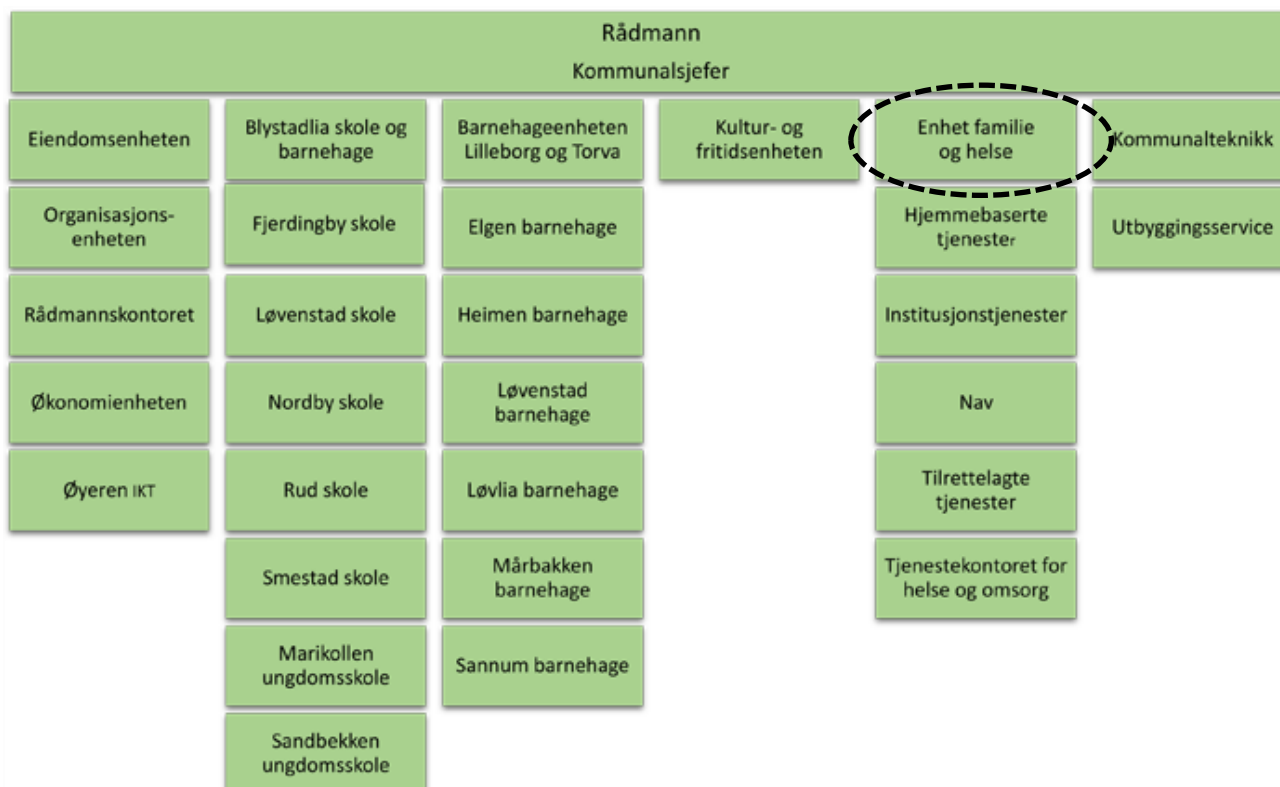 Rådmann
Kommunalsjefer
Eiendomsenheten
Organisasjons-
enheten
Rådmannskontoret
Økonomienheten
Øyeren IKT
Blystadlia skole og
barnehage
Fjerdingby skole
Løvenstad skole
Nordby skole
Rud skole
Smestad skole
Marikollen
ungdomsskole
Sandbekken
ungdomsskole
Barnehageenheten
Lilleborg og Torva
Elgen barnehage
Heimen barnehage
Løvenstad
barnehage
Løvlia barnehage
Mårbakken
barnehage
Sannum barnehage
Kultur- og
fritidsenheten
Enhet familie
og helse
Hjemmebaserte
tjenester
Institusjonstjenester
Nav
Tilrettelagte
tjenester
Tjenestekontoret for
helse og omsorg
Kommunalteknikk
Utbyggingsservice